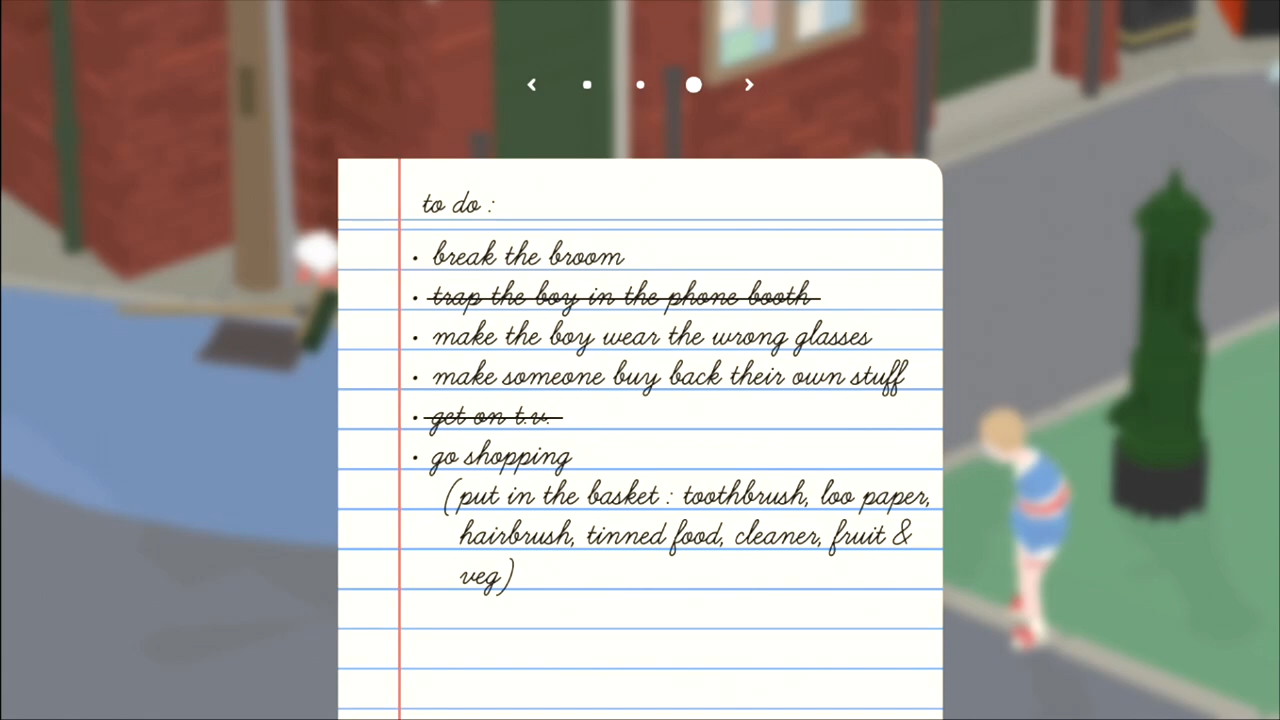 to do :
• break the broom
• trap the boy in the phone booth
• make the boy wear the wrong glasses
• make someone buy back their own stuff
• get on t.v.
• go shopping
(put in the basket : toothbrush, loo paper,
hairbrush, tinned food, cleaner, fruit &
veg)